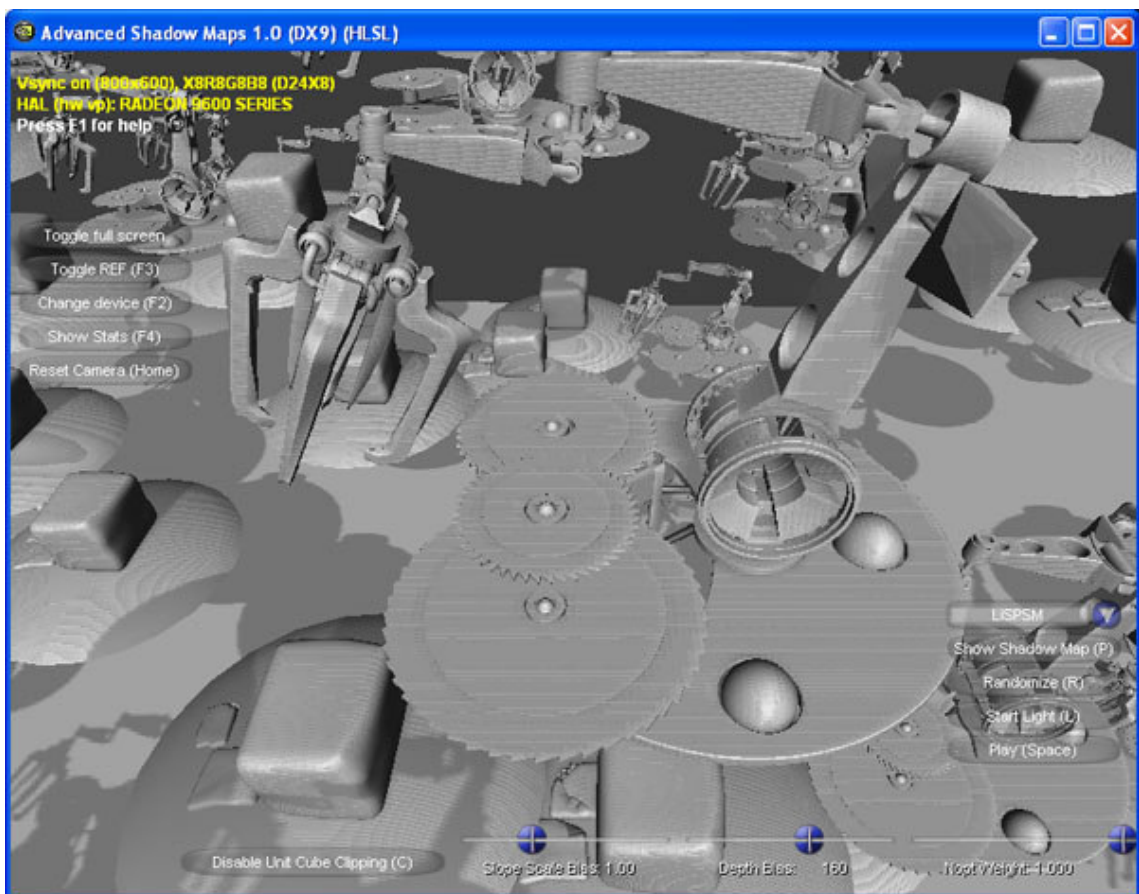 Advanced Shadow Maps 1.0 (DX9) (HLSL)
Vsync on (800x600), X8R8G8B8 (D24X8)
HAL (hw vp): RADEON 9600 SERIES
Press F1 for help
Toggle full screen
Toggle REF (F3)
Change device (F2)
Show Stats (F4)
Reset Camera (Home)
LiSPSM
Show Shadow Map (P)
Randomize (R)
Start Light (L)
Play (Space)
Disable Unit Cube Clipping (C)
Slope Scale Bias: 1.00
Depth Bias: 160
Nopt Weight: 1.000